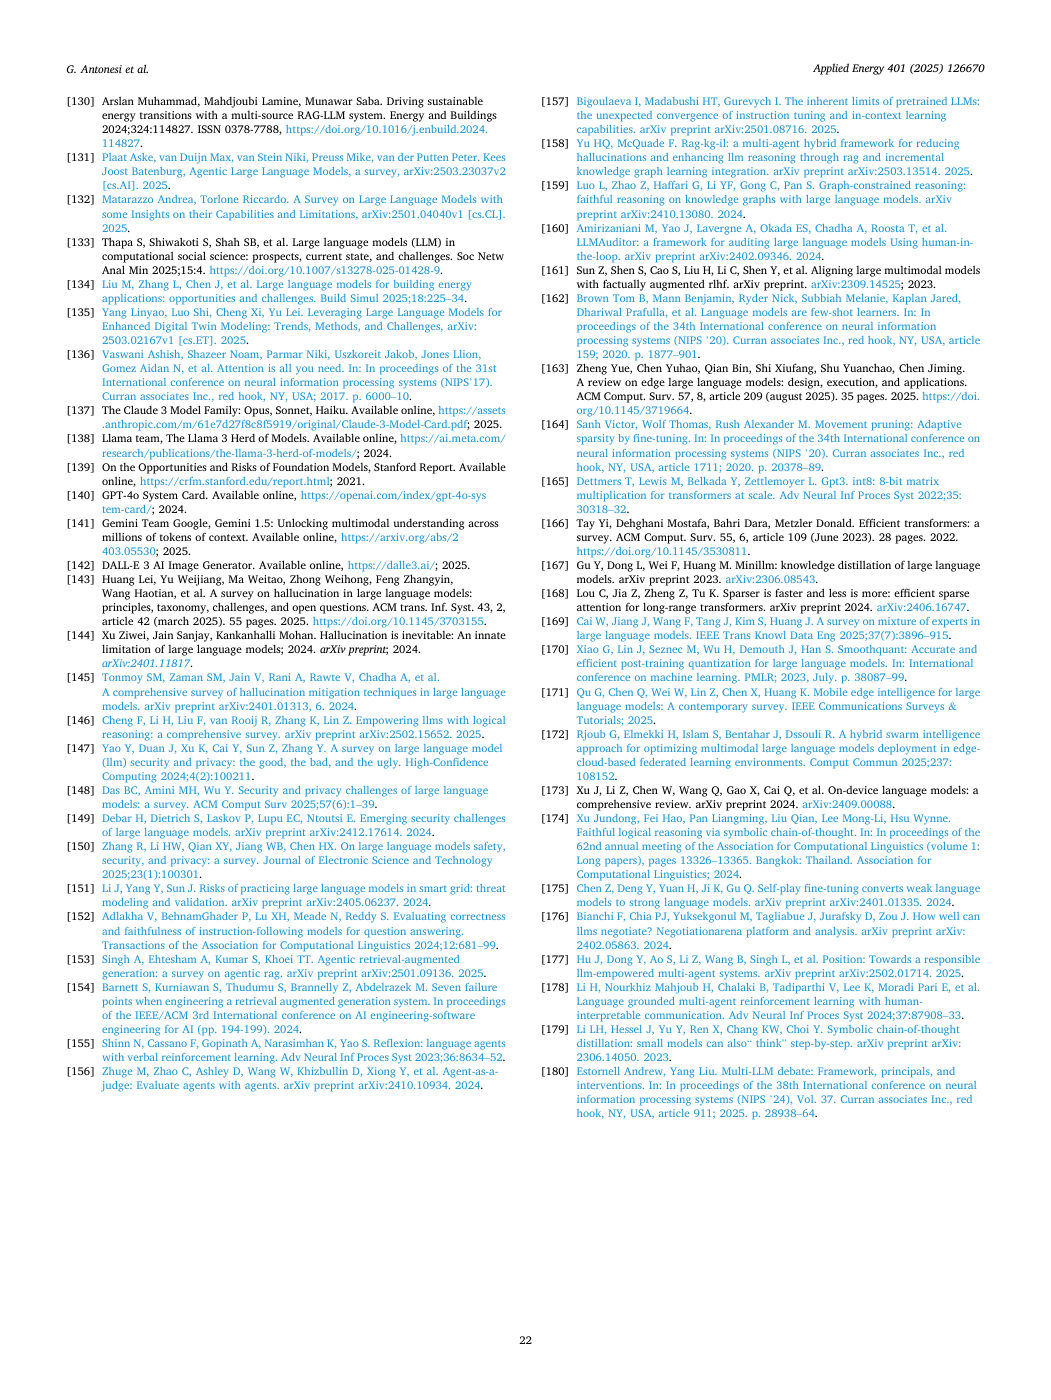 G. Antonesi et al.
Applied Energy 401 (2025) 126670
[130] Arslan Muhammad, Mahdjoubi Lamine, Munawar Saba. Driving sustainable
energy transitions with a multi-source RAG-LLM system. Energy and Buildings
2024;324:114827. ISSN 0378-7788, https://doi.org/10.1016/j.enbuild.2024.
114827.
[131] Plaat Aske, van Duijn Max, van Stein Niki, Preuss Mike, van der Putten Peter. Kees
Joost Batenburg, Agentic Large Language Models, a survey, arXiv:2503.23037v2
[cs.AI]. 2025.
[132] Matarazzo Andrea, Torlone Riccardo. A Survey on Large Language Models with
some Insights on their Capabilities and Limitations, arXiv:2501.04040v1 [cs.CL].
2025.
[133] Thapa S, Shiwakoti S, Shah SB, et al. Large language models (LLM) in
computational social science: prospects, current state, and challenges. Soc Netw
Anal Min 2025;15:4. https://doi.org/10.1007/s13278-025-01428-9.
[134] Liu M, Zhang L, Chen J, et al. Large language models for building energy
applications: opportunities and challenges. Build Simul 2025;18:225–34.
[135] Yang Linyao, Luo Shi, Cheng Xi, Yu Lei. Leveraging Large Language Models for
Enhanced Digital Twin Modeling: Trends, Methods, and Challenges, arXiv:
2503.02167v1 [cs.ET]. 2025.
[136] Vaswani Ashish, Shazeer Noam, Parmar Niki, Uszkoreit Jakob, Jones Llion,
Gomez Aidan N, et al. Attention is all you need. In: In proceedings of the 31st
International conference on neural information processing systems (NIPS'17).
Curran associates Inc., red hook, NY, USA; 2017. p. 6000–10.
[137] The Claude 3 Model Family: Opus, Sonnet, Haiku. Available online, https://assets
.anthropic.com/m/61e7d27f8c8f5919/original/Claude-3-Model-Card.pdf; 2025.
[138] Llama team, The Llama 3 Herd of Models. Available online, https://ai.meta.com/
research/publications/the-llama-3-herd-of-models/; 2024.
[139] On the Opportunities and Risks of Foundation Models, Stanford Report. Available
online, https://crfm.stanford.edu/report.html; 2021.
[140] GPT-4o System Card. Available online, https://openai.com/index/gpt-4o-sys
tem-card/; 2024.
[141] Gemini Team Google, Gemini 1.5: Unlocking multimodal understanding across
millions of tokens of context. Available online, https://arxiv.org/abs/2
403.05530; 2025.
[142] DALL-E 3 AI Image Generator. Available online, https://dalle3.ai/; 2025.
[143] Huang Lei, Yu Weijiang, Ma Weitao, Zhong Weihong, Feng Zhangyin,
Wang Haotian, et al. A survey on hallucination in large language models:
principles, taxonomy, challenges, and open questions. ACM trans. Inf. Syst. 43, 2,
article 42 (march 2025). 55 pages. 2025. https://doi.org/10.1145/3703155.
[144] Xu Ziwei, Jain Sanjay, Kankanhalli Mohan. Hallucination is inevitable: An innate
limitation of large language models; 2024. arXiv preprint; 2024.
arXiv:2401.11817.
[145] Tonmoy SM, Zaman SM, Jain V, Rani A, Rawte V, Chadha A, et al.
A comprehensive survey of hallucination mitigation techniques in large language
models. arXiv preprint arXiv:2401.01313, 6. 2024.
[146] Cheng F, Li H, Liu F, van Rooij R, Zhang K, Lin Z. Empowering llms with logical
reasoning: a comprehensive survey. arXiv preprint arXiv:2502.15652. 2025.
[147] Yao Y, Duan J, Xu K, Cai Y, Sun Z, Zhang Y. A survey on large language model
(llm) security and privacy: the good, the bad, and the ugly. High-Confidence
Computing 2024;4(2):100211.
[148] Das BC, Amini MH, Wu Y. Security and privacy challenges of large language
models: a survey. ACM Comput Surv 2025;57(6):1–39.
[149] Debar H, Dietrich S, Laskov P, Lupu EC, Ntoutsi E. Emerging security challenges
of large language models. arXiv preprint arXiv:2412.17614. 2024.
[150] Zhang R, Li HW, Qian XY, Jiang WB, Chen HX. On large language models safety,
security, and privacy: a survey. Journal of Electronic Science and Technology
2025;23(1):100301.
[151] Li J, Yang Y, Sun J. Risks of practicing large language models in smart grid: threat
modeling and validation. arXiv preprint arXiv:2405.06237. 2024.
[152] Adlakha V, BehnamGhader P, Lu XH, Meade N, Reddy S. Evaluating correctness
and faithfulness of instruction-following models for question answering.
Transactions of the Association for Computational Linguistics 2024;12:681–99.
[153] Singh A, Ehtesham A, Kumar S, Khoei TT. Agentic retrieval-augmented
generation: a survey on agentic rag. arXiv preprint arXiv:2501.09136. 2025.
[154] Barnett S, Kurniawan S, Thudumu S, Brannelly Z, Abdelrazek M. Seven failure
points when engineering a retrieval augmented generation system. In proceedings
of the IEEE/ACM 3rd International conference on AI engineering-software
engineering for AI (pp. 194-199). 2024.
[155] Shinn N, Cassano F, Gopinath A, Narasimhan K, Yao S. Reflexion: language agents
with verbal reinforcement learning. Adv Neural Inf Proces Syst 2023;36:8634–52.
[156] Zhuge M, Zhao C, Ashley D, Wang W, Khizbullin D, Xiong Y, et al. Agent-as-a-
judge: Evaluate agents with agents. arXiv preprint arXiv:2410.10934. 2024.
[157] Bigoulaeva I, Madabushi HT, Gurevych I. The inherent limits of pretrained LLMs:
the unexpected convergence of instruction tuning and in-context learning
capabilities. arXiv preprint arXiv:2501.08716. 2025.
[158] Yu HQ, McQuade F. Rag-kg-il: a multi-agent hybrid framework for reducing
hallucinations and enhancing llm reasoning through rag and incremental
knowledge graph learning integration. arXiv preprint arXiv:2503.13514. 2025.
[159] Luo L, Zhao Z, Haffari G, Li YF, Gong C, Pan S. Graph-constrained reasoning:
faithful reasoning on knowledge graphs with large language models. arXiv
preprint arXiv:2410.13080. 2024.
[160] Amirizaniani M, Yao J, Lavergne A, Okada ES, Chadha A, Roosta T, et al.
LLMAuditor: a framework for auditing large language models Using human-in-
the-loop. arXiv preprint arXiv:2402.09346. 2024.
[161] Sun Z, Shen S, Cao S, Liu H, Li C, Shen Y, et al. Aligning large multimodal models
with factually augmented rlhf. arXiv preprint. arXiv:2309.14525; 2023.
[162] Brown Tom B, Mann Benjamin, Ryder Nick, Subbiah Melanie, Kaplan Jared,
Dhariwal Prafulla, et al. Language models are few-shot learners. In: In
proceedings of the 34th International conference on neural information
processing systems (NIPS '20). Curran associates Inc., red hook, NY, USA, article
159; 2020. p. 1877–901.
[163] Zheng Yue, Chen Yuhao, Qian Bin, Shi Xiufang, Shu Yuanchao, Chen Jiming.
A review on edge large language models: design, execution, and applications.
ACM Comput. Surv. 57, 8, article 209 (august 2025). 35 pages. 2025. https://doi.
org/10.1145/3719664.
[164] Sanh Victor, Wolf Thomas, Rush Alexander M. Movement pruning: Adaptive
sparsity by fine-tuning. In: In proceedings of the 34th International conference on
neural information processing systems (NIPS '20). Curran associates Inc., red
hook, NY, USA, article 1711; 2020. p. 20378–89.
[165] Dettmers T, Lewis M, Belkada Y, Zettlemoyer L. Gpt3. int8: 8-bit matrix
multiplication for transformers at scale. Adv Neural Inf Proces Syst 2022;35:
30318–32.
[166] Tay Yi, Dehghani Mostafa, Bahri Dara, Metzler Donald. Efficient transformers: a
survey. ACM Comput. Surv. 55, 6, article 109 (June 2023). 28 pages. 2022.
https://doi.org/10.1145/3530811.
[167] Gu Y, Dong L, Wei F, Huang M. Minillm: knowledge distillation of large language
models. arXiv preprint 2023. arXiv:2306.08543.
[168] Lou C, Jia Z, Zheng Z, Tu K. Sparser is faster and less is more: efficient sparse
attention for long-range transformers. arXiv preprint 2024. arXiv:2406.16747.
[169] Cai W, Jiang J, Wang F, Tang J, Kim S, Huang J. A survey on mixture of experts in
large language models. IEEE Trans Knowl Data Eng 2025;37(7):3896–915.
[170] Xiao G, Lin J, Seznec M, Wu H, Demouth J, Han S. Smoothquant: Accurate and
efficient post-training quantization for large language models. In: International
conference on machine learning. PMLR; 2023, July. p. 38087–99.
[171] Qu G, Chen Q, Wei W, Lin Z, Chen X, Huang K. Mobile edge intelligence for large
language models: A contemporary survey. IEEE Communications Surveys &
Tutorials; 2025.
[172] Rjoub G, Elmekki H, Islam S, Bentahar J, Dssouli R. A hybrid swarm intelligence
approach for optimizing multimodal large language models deployment in edge-
cloud-based federated learning environments. Comput Commun 2025;237:
108152.
[173] Xu J, Li Z, Chen W, Wang Q, Gao X, Cai Q, et al. On-device language models: a
comprehensive review. arXiv preprint 2024. arXiv:2409.00088.
[174] Xu Jundong, Fei Hao, Pan Liangming, Liu Qian, Lee Mong-Li, Hsu Wynne.
Faithful logical reasoning via symbolic chain-of-thought. In: In proceedings of the
62nd annual meeting of the Association for Computational Linguistics (volume 1:
Long papers), pages 13326–13365. Bangkok: Thailand. Association for
Computational Linguistics; 2024.
[175] Chen Z, Deng Y, Yuan H, Ji K, Gu Q. Self-play fine-tuning converts weak language
models to strong language models. arXiv preprint arXiv:2401.01335. 2024.
[176] Bianchi F, Chia PJ, Yuksekgonul M, Tagliabue J, Jurafsky D, Zou J. How well can
llms negotiate? Negotiationarena platform and analysis. arXiv preprint arXiv:
2402.05863. 2024.
[177] Hu J, Dong Y, Ao S, Li Z, Wang B, Singh L, et al. Position: Towards a responsible
llm-empowered multi-agent systems. arXiv preprint arXiv:2502.01714. 2025.
[178] Li H, Nourkhiz Mahjoub H, Chalaki B, Tadiparthi V, Lee K, Moradi Pari E, et al.
Language grounded multi-agent reinforcement learning with human-
interpretable communication. Adv Neural Inf Proces Syst 2024;37:87908–33.
[179] Li LH, Hessel J, Yu Y, Ren X, Chang KW, Choi Y. Symbolic chain-of-thought
distillation: small models can also“ think” step-by-step. arXiv preprint arXiv:
2306.14050. 2023.
[180] Estornell Andrew, Yang Liu. Multi-LLM debate: Framework, principals, and
interventions. In: In proceedings of the 38th International conference on neural
information processing systems (NIPS '24), Vol. 37. Curran associates Inc., red
hook, NY, USA, article 911; 2025. p. 28938–64.
22